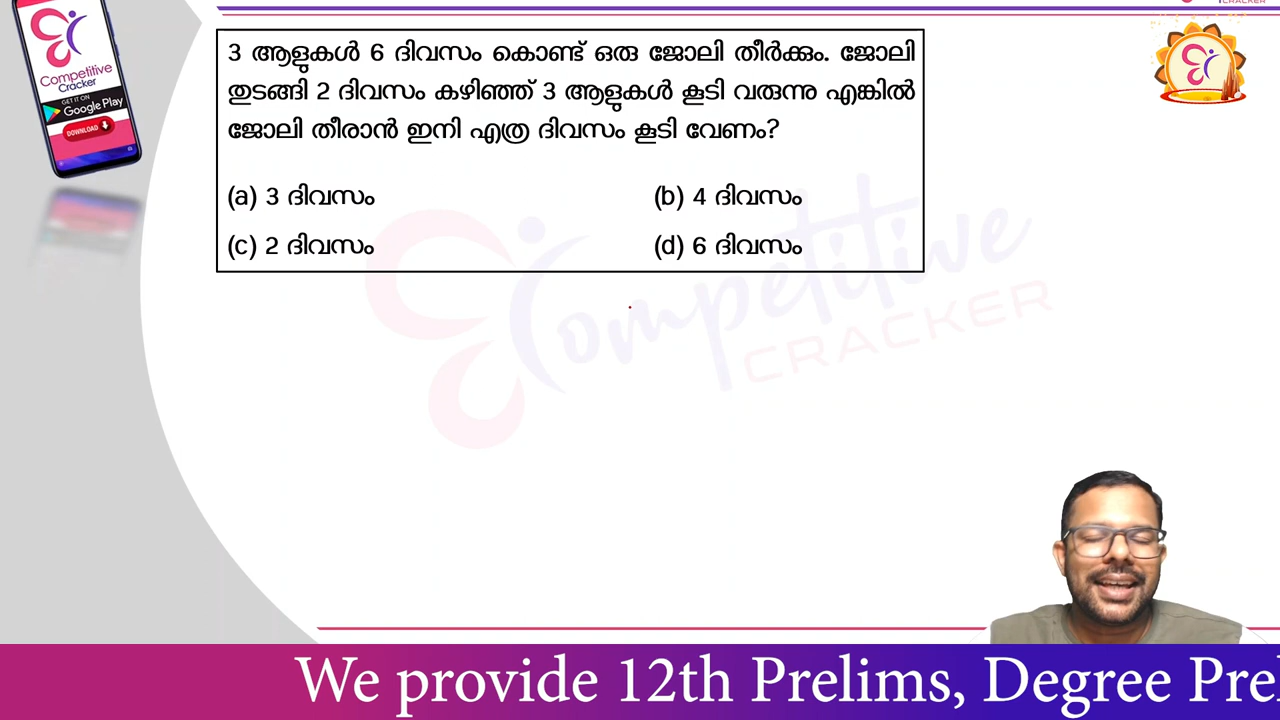 CRACKER
Competitive
Cracker
GET IT ON
Google Play
DOWNLOAD
3 ആളുകൾ 6 ദിവസം കൊണ്ട് ഒരു ജോലി തീർക്കും. ജോലി
തുടങ്ങി 2 ദിവസം കഴിഞ്ഞ് 3 ആളുകൾ കൂടി വരുന്നു എങ്കിൽ
ജോലി തീരാൻ ഇനി എത്ര ദിവസം കൂടി വേണം?
(a) 3 ദിവസം (b) 4 ദിവസം
(c) 2 ദിവസം (d) 6 ദിവസം
Competitive
CRACKER
We provide 12th Prelims, Degree Prel